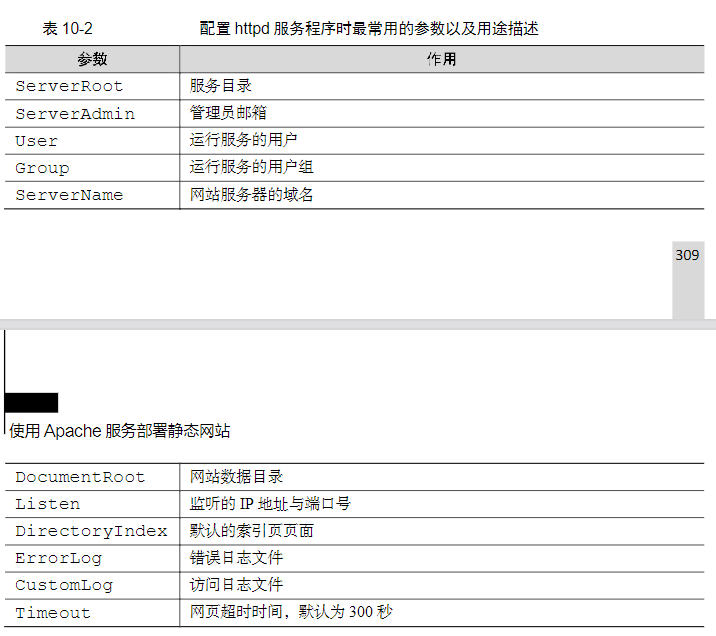 表 10-2 配置 httpd 服务程序时最常用的参数以及用途描述
参数 作用
ServerRoot 服务目录
ServerAdmin 管理员邮箱
User 运行服务的用户
Group 运行服务的用户组
ServerName 网站服务器的域名
309
使用 Apache 服务部署静态网站
DocumentRoot 网站数据目录
Listen 监听的 IP 地址与端口号
DirectoryIndex 默认的索引页页面
ErrorLog 错误日志文件
CustomLog 访问日志文件
Timeout 网页超时时间，默认为 300 秒